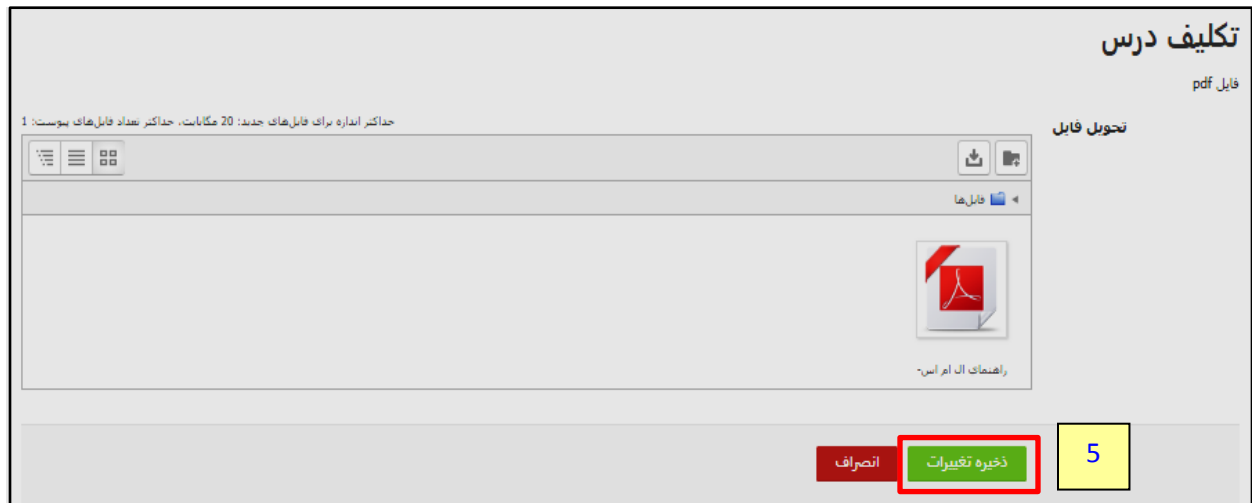 تکلیف درس
فایل pdf
تحویل فایل
حداکثر اندازه برای فایل‌های جدید: 20 مگابایت، حداکثر تعداد فایل‌های پیوست: 1
فایل‌ها
راهنمای ال ام اس-
ذخیره تغییرات
انصراف
5